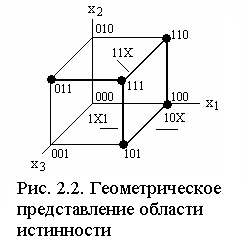 x2
010
110
11X
011
111
000
100
x1
1X1
10X
001
101
x3
Рис. 2.2. Геометрическое
представление области
истинности